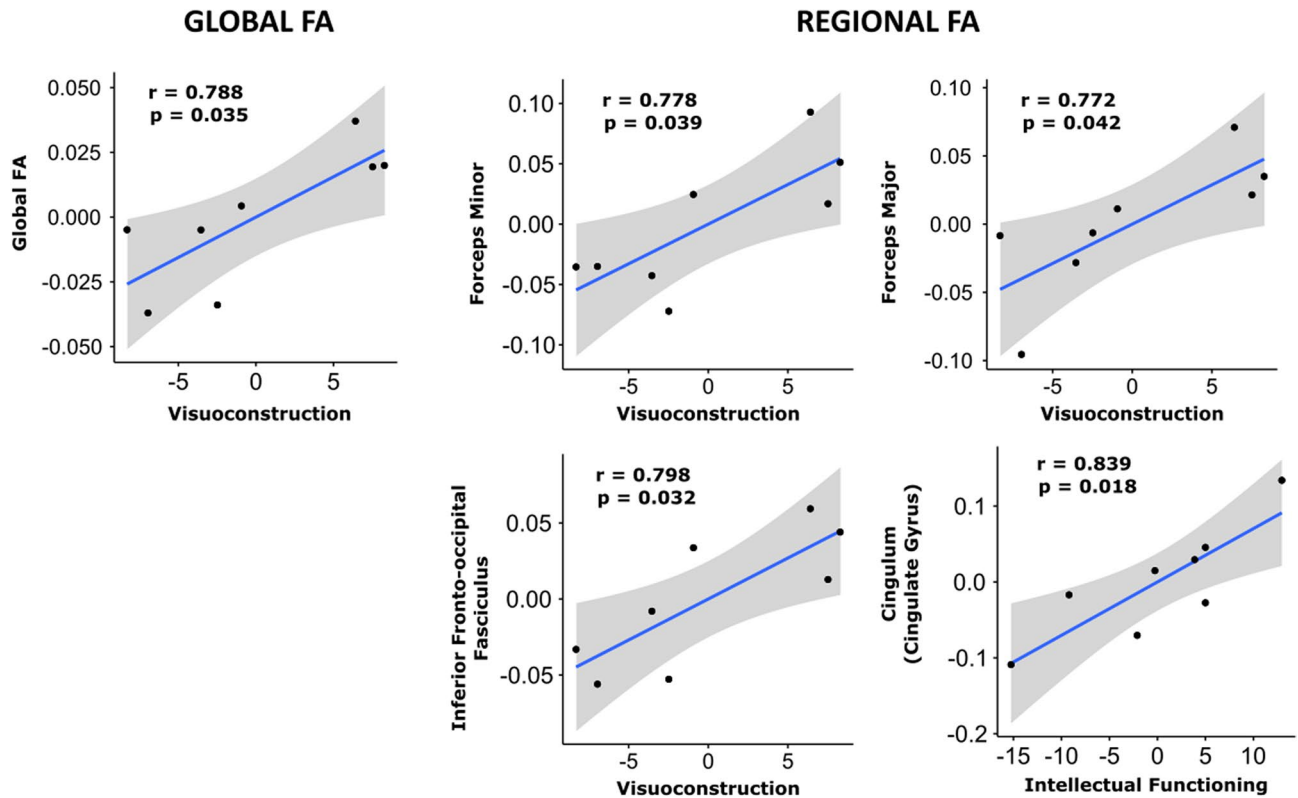 GLOBAL FA
REGIONAL FA
r = 0.788
p = 0.035
Global FA
0.050
0.025
0.000
-0.025
-0.050
-5
0
5
Visuoconstruction
r = 0.778
p = 0.039
Forceps Minor
0.10
0.05
0.00
-0.05
-0.10
-5
0
5
Visuoconstruction
r = 0.772
p = 0.042
Forceps Major
0.10
0.05
0.00
-0.05
-0.10
-5
0
5
Visuoconstruction
r = 0.798
p = 0.032
Inferior Fronto-occipital
Fasciculus
0.05
0.00
-0.05
-5
0
5
Visuoconstruction
r = 0.839
p = 0.018
Cingulum
(Cingulate Gyrus)
0.1
0.0
-0.1
-0.2
-15
-10
-5
0
5
10
Intellectual Functioning